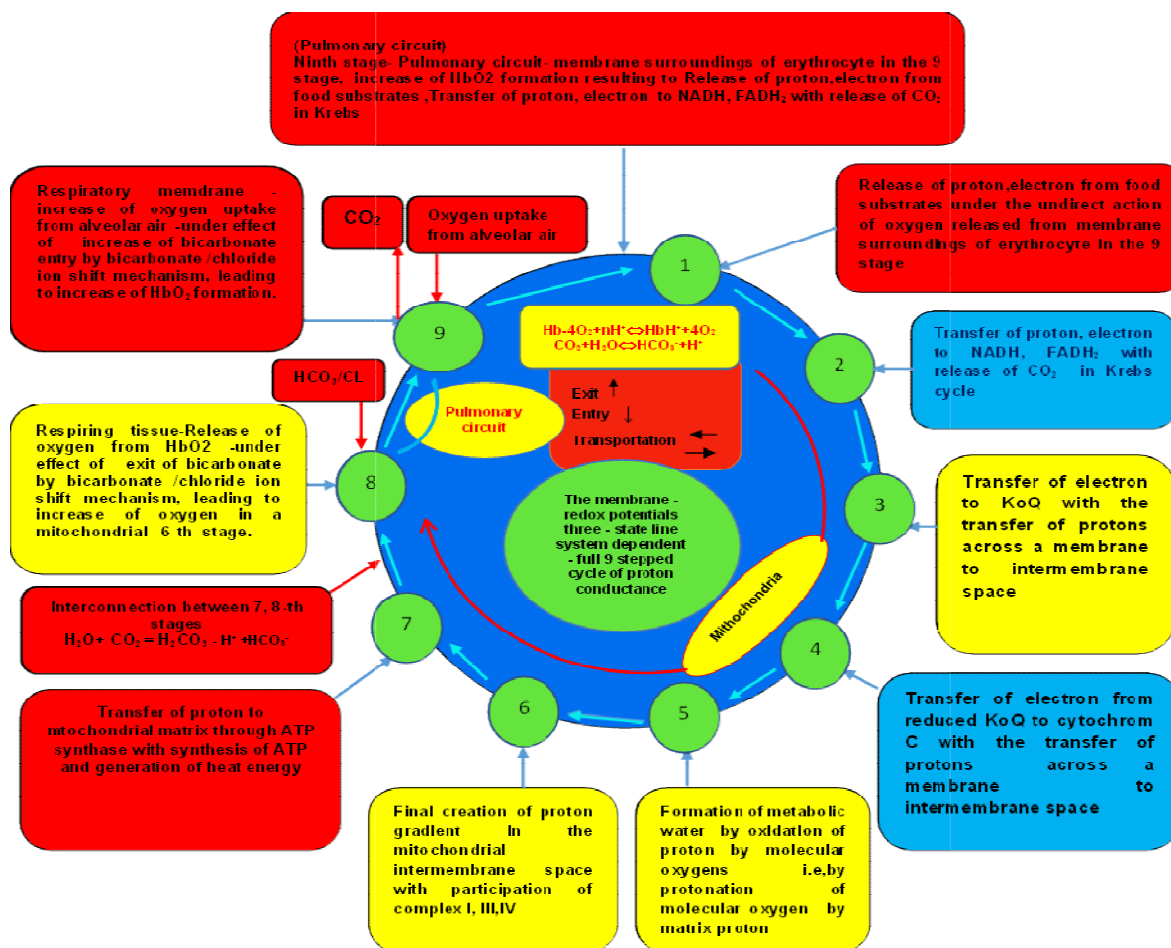 (Pulmonary circuit)
Ninth stage- Pulmonary circuit- membrane surroundings of erythrocyte in the 9
stage, increase of HbO2 formation resulting to Release of proton,electron from
food substrates ,Transfer of proton, electron to NADH, FADH₂ with release of CO₂
in Krebs
Respiratory memdrane -
increase of oxygen uptake
from alveolar air -under effect
of increase of bicarbonate
entry by bicarbonate /chloride
ion shift mechanism, leading
to increase of HbO₂ formation.
CO₂
Oxygen uptake
from alveolar air
Release of proton,electron from food
substrates under the undirect action
of oxygen released from membrane
surroundings of erythrocyte in the 9
stage
1
9
Hb-4O₂+nH⁺⇔HbH⁺+4O₂
CO₂+H₂O⇔HCO₃⁻+H⁺
2
Transfer of proton, electron
to NADH, FADH₂ with
release of CO₂ in Krebs
cycle
HCO₃/CL
Exit ↑
Entry ↓
Transportation ←
→
Pulmonary
circuit
Respiring tissue-Release of
oxygen from HbO2 -under
effect of exit of bicarbonate
by bicarbonate /chloride ion
shift mechanism, leading to
increase of oxygen in a
mitochondrial 6 th stage.
8
The membrane -
redox potentials
three - state line
system dependent
- full 9 stepped
cycle of proton
conductance
3
Transfer of electron
to KoQ with the
transfer of protons
across a membrane
to intermembrane
space
Interconnection between 7, 8-th
stages
H₂O + CO₂ = H₂CO₃ - H⁺ +HCO₃⁻
7
Mithochondria
4
Transfer of proton to
mtochondrial matrix through ATP
synthase with synthesis of ATP
and generation of heat energy
6
5
Transfer of electron from
reduced KoQ to cytochrom
C with the transfer of
protons across a
membrane to
intermembrane space
Final creation of proton
gradient In the
mitochondrial
intermembrane space
with participation of
complex I, III,IV
Formation of metabolic
water by oxidation of
proton by molecular
oxygens i.e,by
protonation of
molecular oxygen by
matrix proton